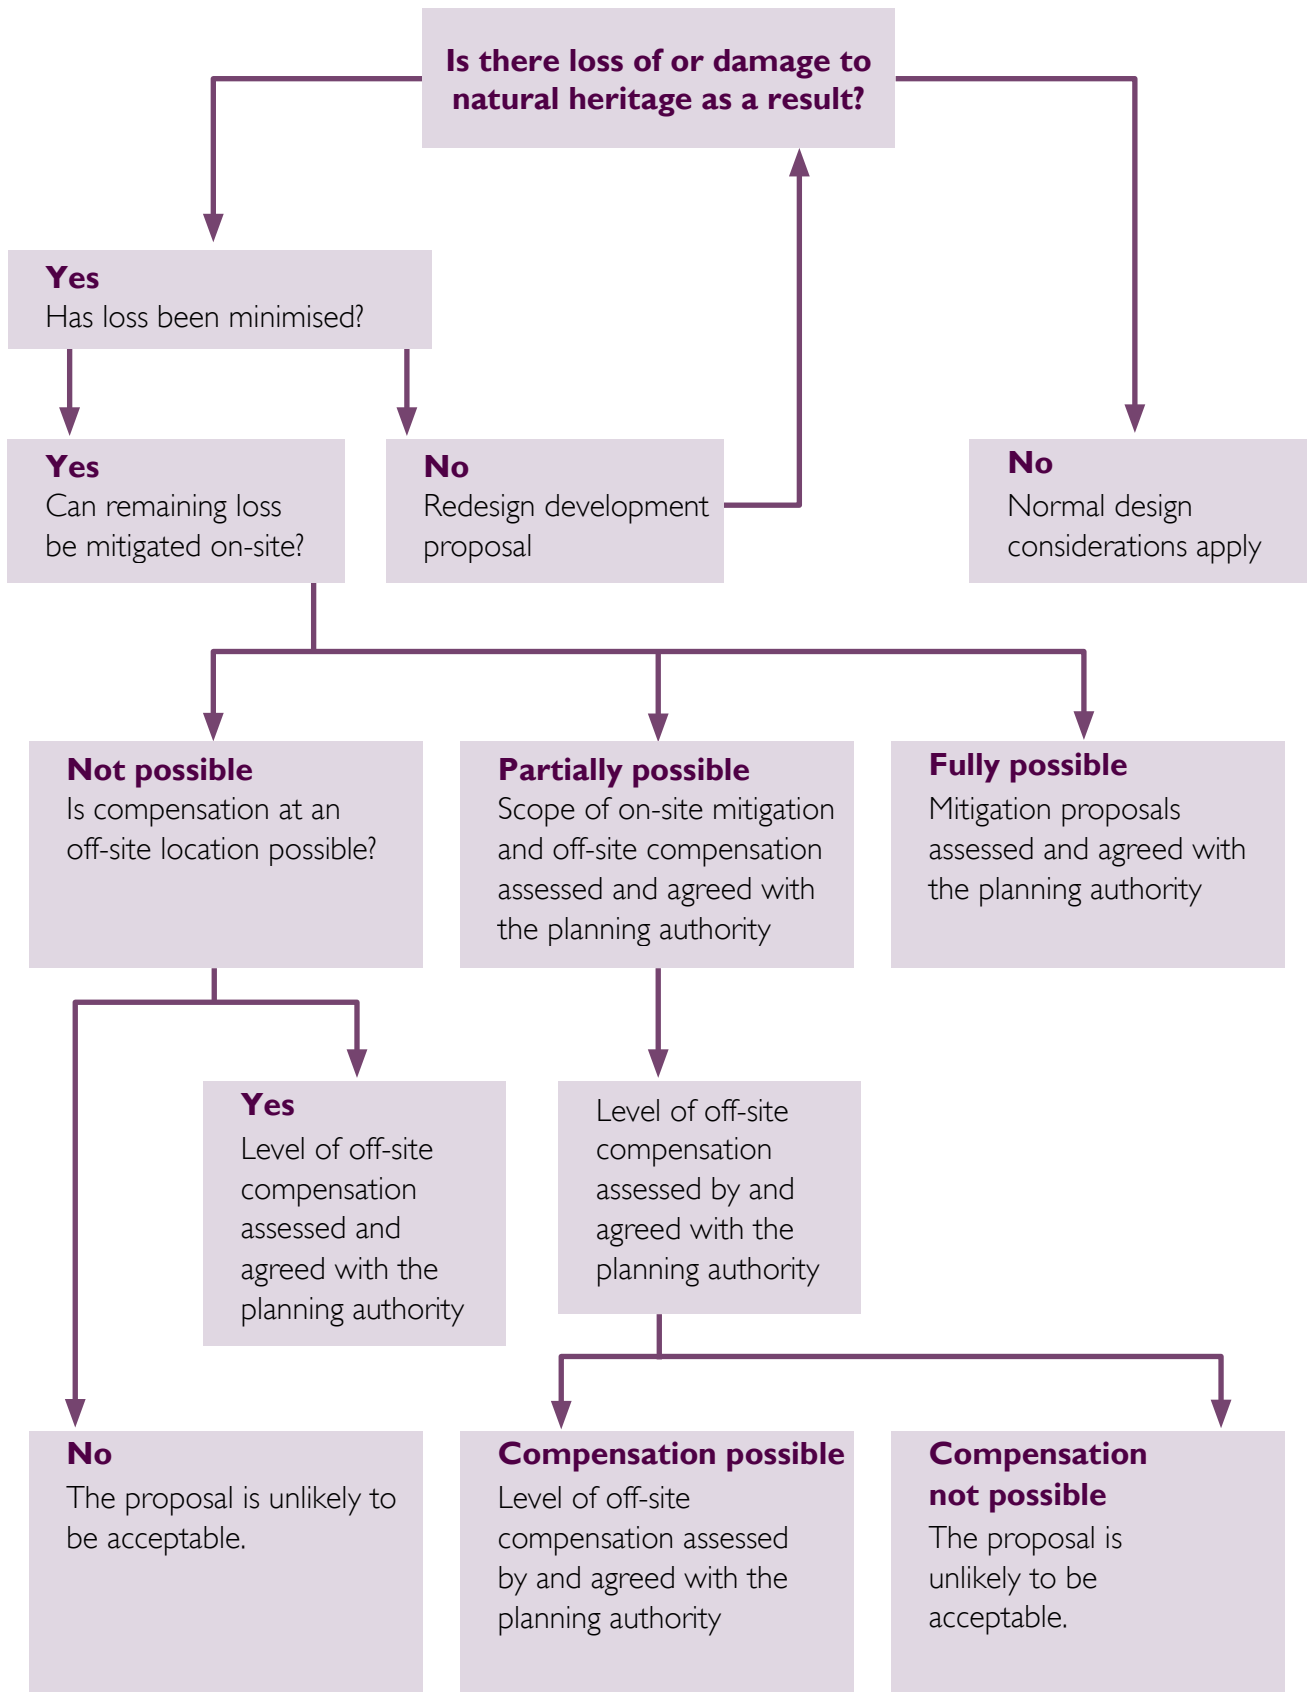 Is there loss of or damage to
natural heritage as a result?
Yes
Has loss been minimised?
Yes
Can remaining loss
be mitigated on-site?
No
Redesign development
proposal
No
Normal design
considerations apply
Not possible
Is compensation at an
off-site location possible?
Partially possible
Scope of on-site mitigation
and off-site compensation
assessed and agreed with
the planning authority
Fully possible
Mitigation proposals
assessed and agreed with
the planning authority
Yes
Level of off-site
compensation
assessed and
agreed with the
planning authority
Level of off-site
compensation
assessed by and
agreed with the
planning authority
No
The proposal is unlikely to
be acceptable.
Compensation possible
Level of off-site
compensation assessed
by and agreed with the
planning authority
Compensation
not possible
The proposal is
unlikely to be
acceptable.